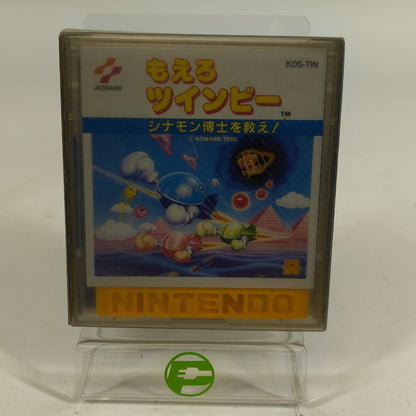 KONAMI
もえろ
ツインビー
TM
KDS-TIN
シナモン博士を救え!
©KONAMI 1986
NINTENDO